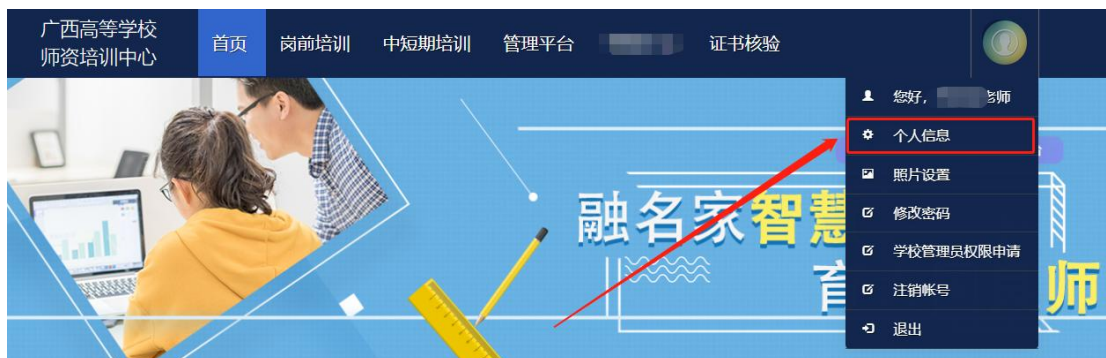 广西高等学校
师资培训中心
首页
岗前培训
中短期培训
管理平台
证书核验
您好，
师
个人信息
照片设置
修改密码
学校管理员权限申请
注销帐号
退出
融名家智慧
育
师